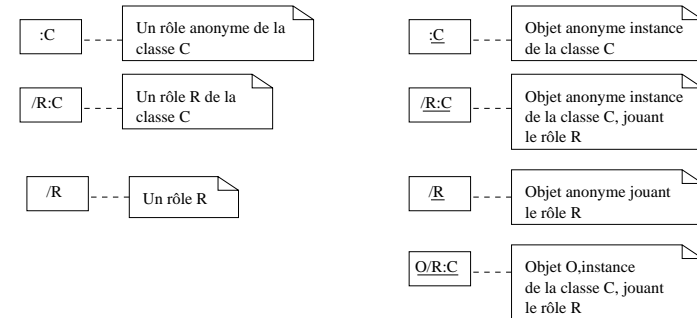 :C
Un rôle anonyme de la
classe C
/R:C
Un rôle R de la
classe C
/R
Un rôle R
:C
Objet anonyme instance
de la classe C
/R:C
Objet anonyme instance
de la classe C, jouant
le rôle R
/R
Objet anonyme jouant
le rôle R
O/R:C
Objet O,instance
de la classe C, jouant
le rôle R